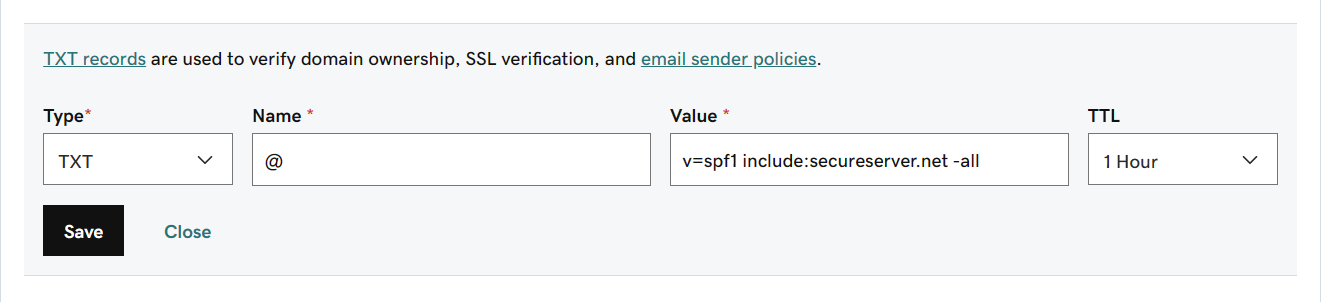 TXT records are used to verify domain ownership, SSL verification, and email sender policies.
Type* Name * Value * TTL
TXT @ v=spf1 include:secureserver.net -all 1 Hour
Save Close